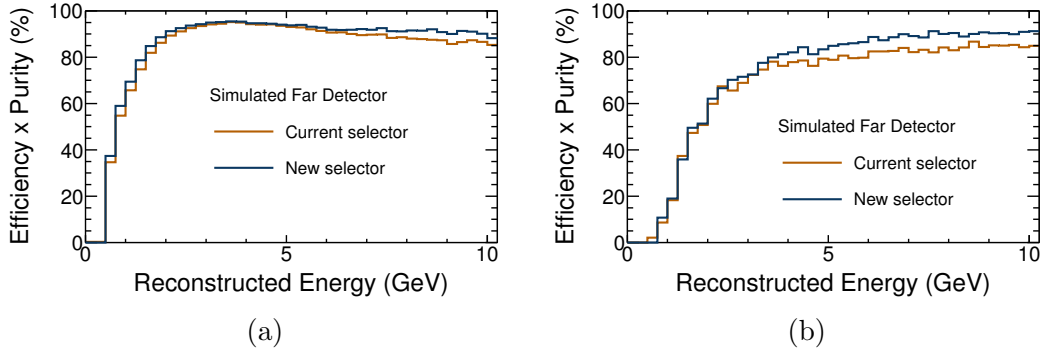 Efficiency x Purity (%)
100
80
60
40
20
0
Simulated Far Detector
Current selector
New selector
0
5
10
Reconstructed Energy (GeV)
(a)
Efficiency x Purity (%)
100
80
60
40
20
0
Simulated Far Detector
Current selector
New selector
0
5
10
Reconstructed Energy (GeV)
(b)